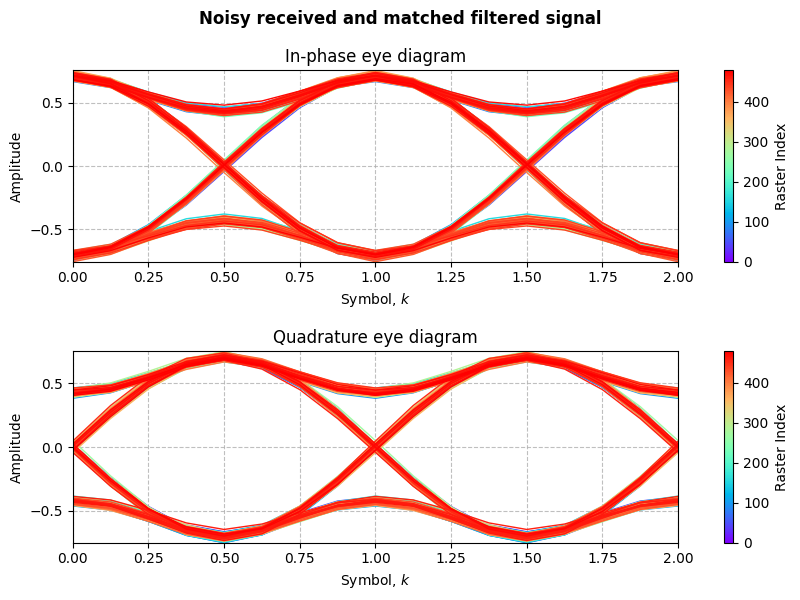 Noisy received and matched filtered signal
In-phase eye diagram
Amplitude
0.5
0.0
−0.5
0.00 0.25 0.50 0.75 1.00 1.25 1.50 1.75 2.00
Symbol, k
400
300
200
100
0
Raster Index
Quadrature eye diagram
Amplitude
0.5
0.0
−0.5
0.00 0.25 0.50 0.75 1.00 1.25 1.50 1.75 2.00
Symbol, k
400
300
200
100
0
Raster Index